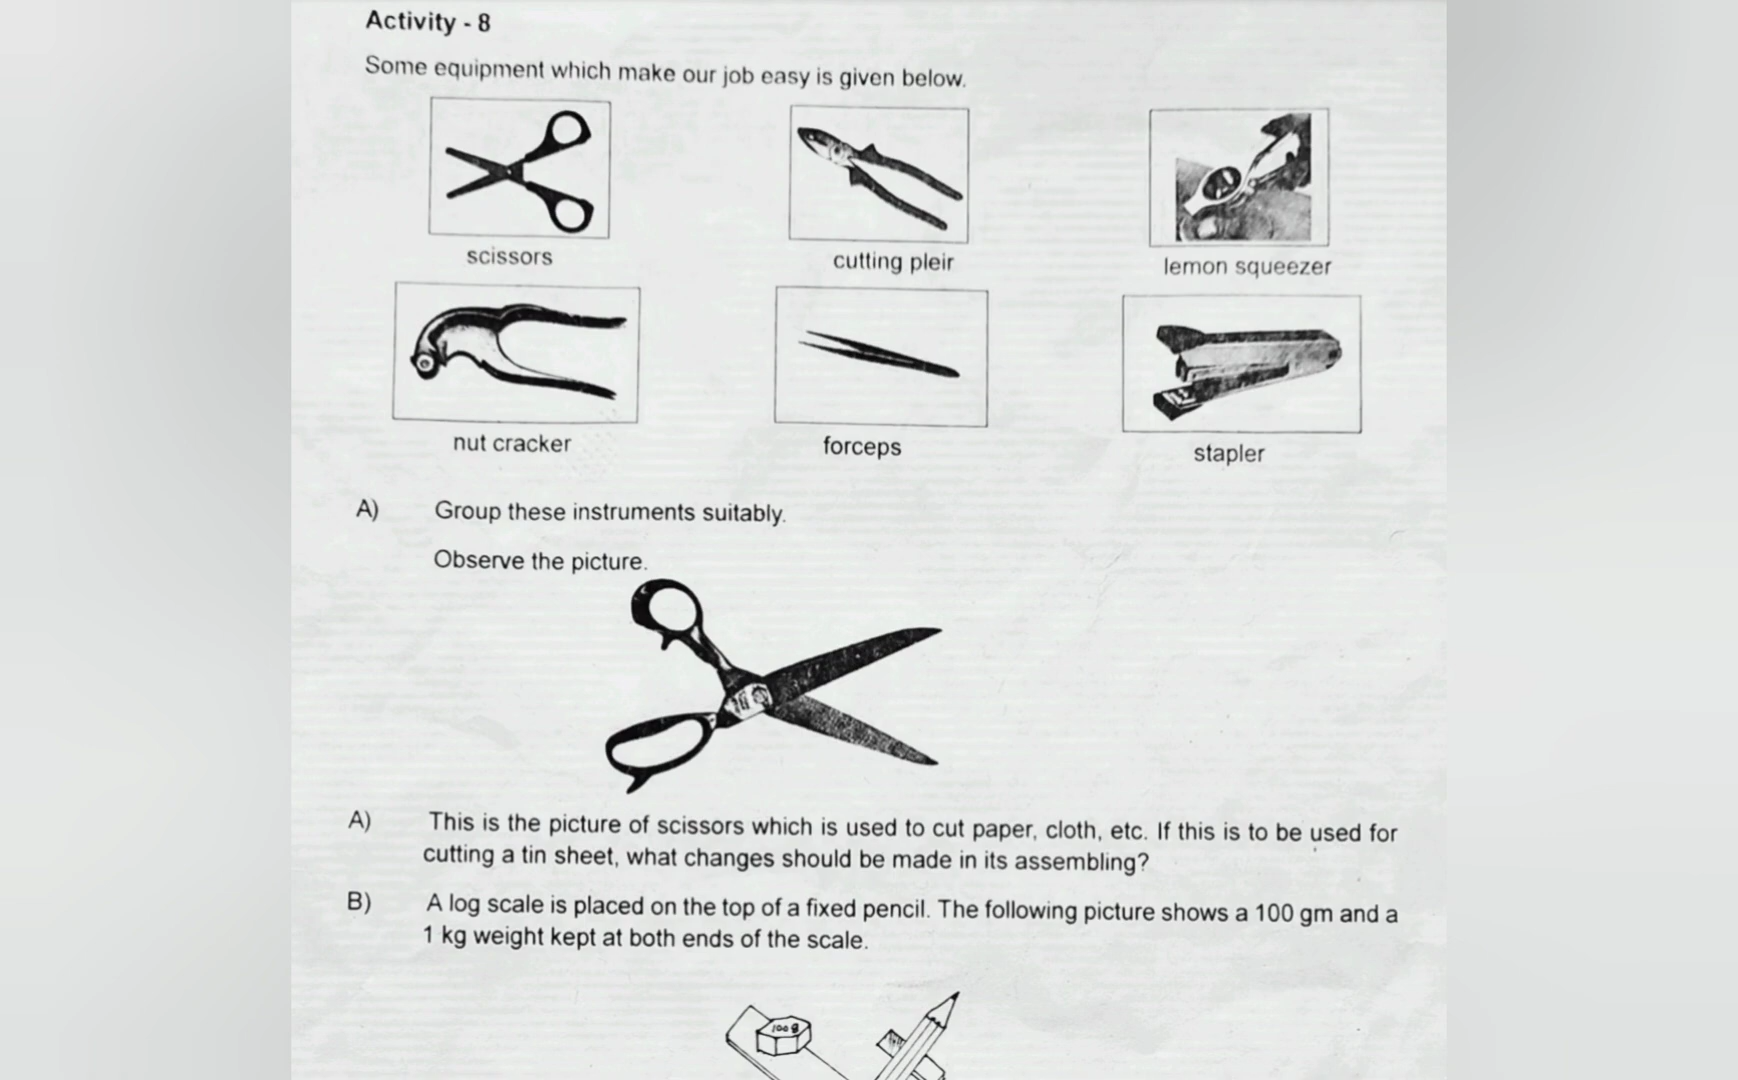 Activity - 8
Some equipment which make our job easy is given below.
scissors
cutting pleir
lemon squeezer
nut cracker
forceps
stapler
A) Group these instruments suitably.
Observe the picture.
A) This is the picture of scissors which is used to cut paper, cloth, etc. If this is to be used for
cutting a tin sheet, what changes should be made in its assembling?
B) A log scale is placed on the top of a fixed pencil. The following picture shows a 100 gm and a
1 kg weight kept at both ends of the scale.
100 g